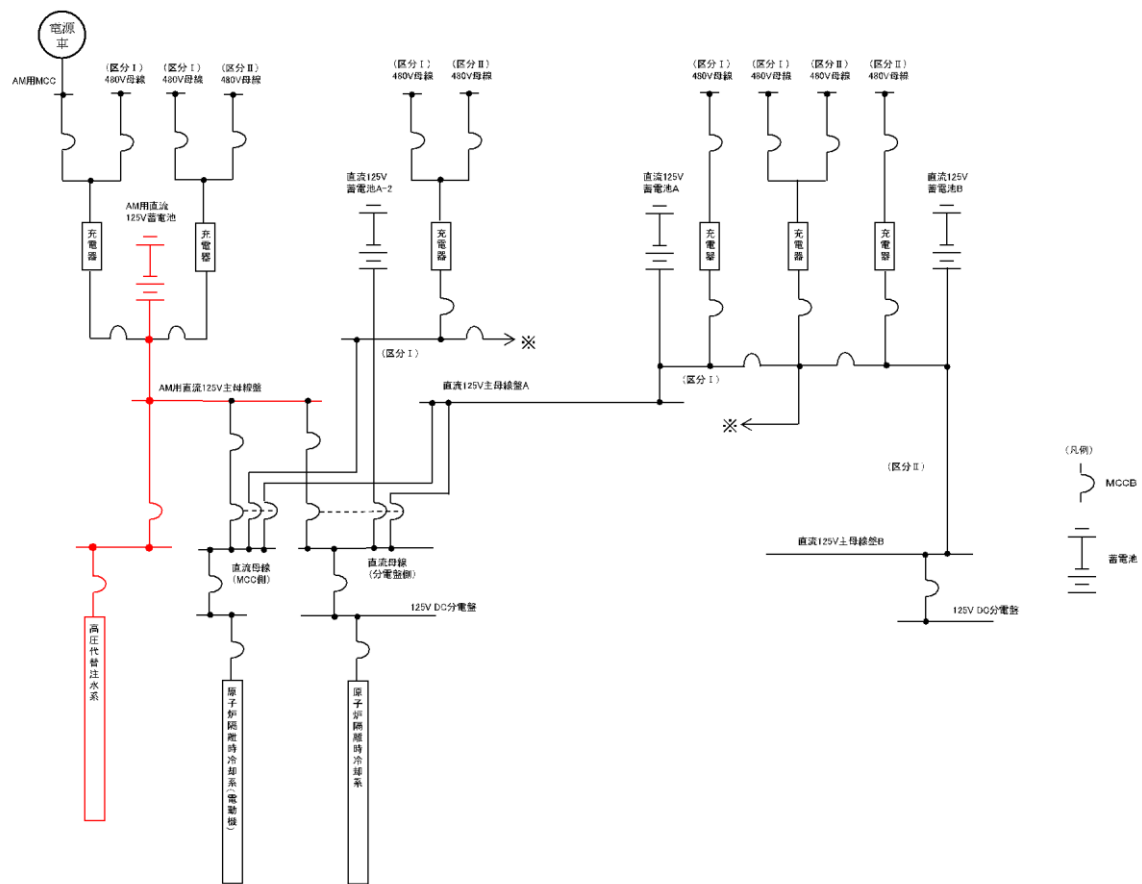 電源
車
AM用MCC
(区分Ⅰ)
480V母線
(区分Ⅰ)
480V母線
(区分Ⅱ)
480V母線
(区分Ⅰ)
480V母線
(区分Ⅱ)
480V母線
(区分Ⅰ)
480V母線
(区分Ⅰ)
480V母線
(区分Ⅱ)
480V母線
(区分Ⅱ)
480V母線
直流125V
蓄電池A-2
直流125V
蓄電池A
直流125V
蓄電池B
AM用直流
125V蓄電池
充電器
充電器
充電器
充電器
充電器
充電器
※
(区分Ⅰ)
(区分Ⅰ)
AM用直流125V主母線盤
直流125V主母線盤A
※
(区分Ⅱ)
(凡例)
MCCB
蓄電池
直流母線
(MCC側)
直流母線
(分電盤側)
直流125V主母線盤B
125V DC分電盤
125V DC分電盤
高圧代替注水系
原子炉隔離時冷却系(電動機)
原子炉隔離時冷却系